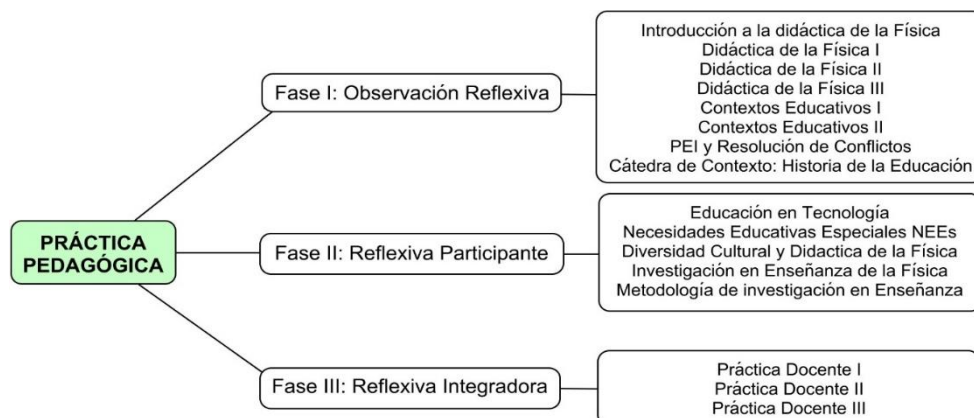 PRÁCTICA
PEDAGÓGICA
Fase I: Observación Reflexiva
Introducción a la didáctica de la Física
Didáctica de la Física I
Didáctica de la Física II
Didáctica de la Física III
Contextos Educativos I
Contextos Educativos II
PEI y Resolución de Conflictos
Cátedra de Contexto: Historia de la Educación
Fase II: Reflexiva Participante
Educación en Tecnología
Necesidades Educativas Especiales NEEs
Diversidad Cultural y Didactica de la Física
Investigación en Enseñanza de la Física
Metodología de investigación en Enseñanza
Fase III: Reflexiva Integradora
Práctica Docente I
Práctica Docente II
Práctica Docente III